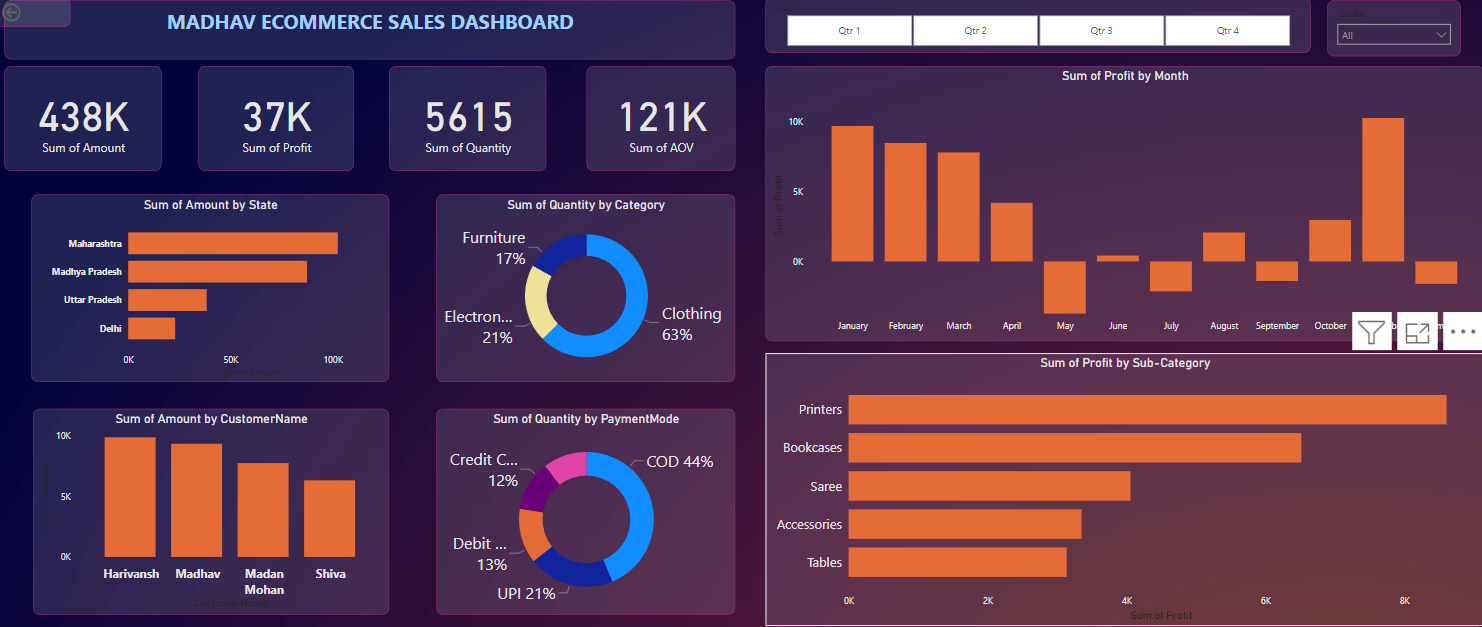 MADHAV ECOMMERCE SALES DASHBOARD
Qtr 1
Qtr 2
Qtr 3
Qtr 4
State
All
438K
Sum of Amount
37K
Sum of Profit
5615
Sum of Quantity
121K
Sum of AOV
Sum of Profit by Month
Sum of Profit
10K
5K
0K
January
February
March
April
May
June
July
August
September
October
Sum of Amount by State
Maharashtra
Madhya Pradesh
Uttar Pradesh
Delhi
0K
50K
100K
Sum of Amount
Sum of Quantity by Category
Furniture
17%
Electron...
21%
Clothing
63%
Sum of Profit by Sub-Category
Printers
Bookcases
Saree
Accessories
Tables
0K
2K
4K
6K
8K
Sum of Profit
Sum of Amount by CustomerName
Sum of Amount
10K
5K
0K
Harivansh
Madhav
Madan
Mohan
Shiva
CustomerName
Sum of Quantity by PaymentMode
Credit C...
12%
COD 44%
Debit ...
13%
UPI 21%